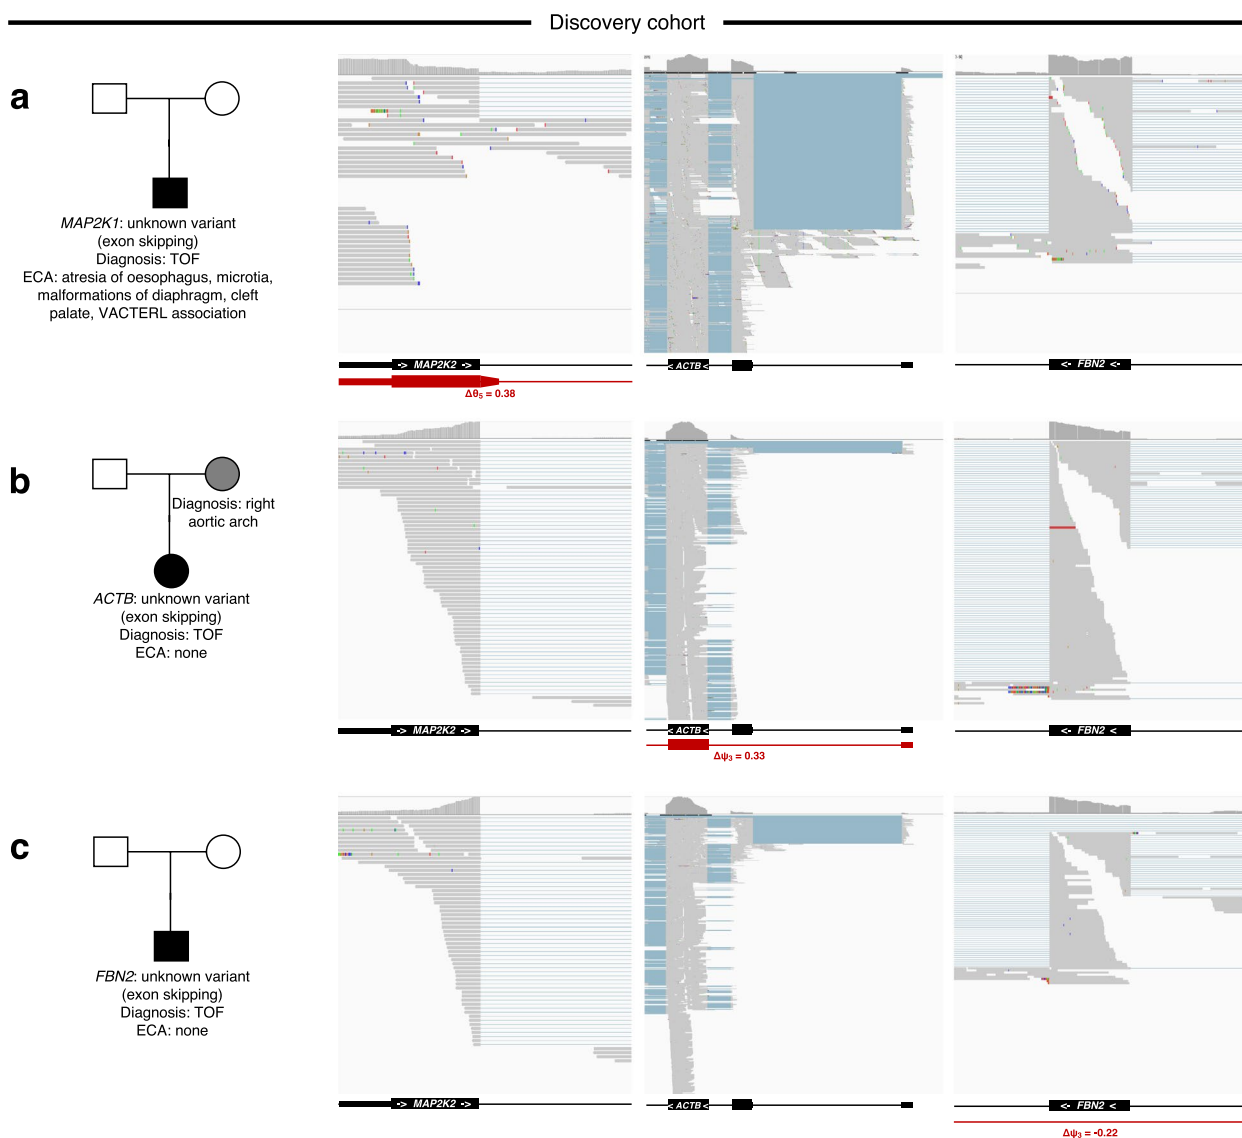 Discovery cohort
a
MAP2K1: unknown variant
(exon skipping)
Diagnosis: TOF
ECA: atresia of oesophagus, microtia,
malformations of diaphragm, cleft
palate, VACTERL association
-> MAP2K2 ->
Δθ5 = 0.38
< ACTB <
<- FBN2 <-
b
Diagnosis: right
aortic arch
ACTB: unknown variant
(exon skipping)
Diagnosis: TOF
ECA: none
-> MAP2K2 ->
< ACTB <
Δψ3 = 0.33
<- FBN2 <
c
FBN2: unknown variant
(exon skipping)
Diagnosis: TOF
ECA: none
-> MAP2K2 ->
< ACTB <
<- FBN2 <
Δψ3 = -0.22